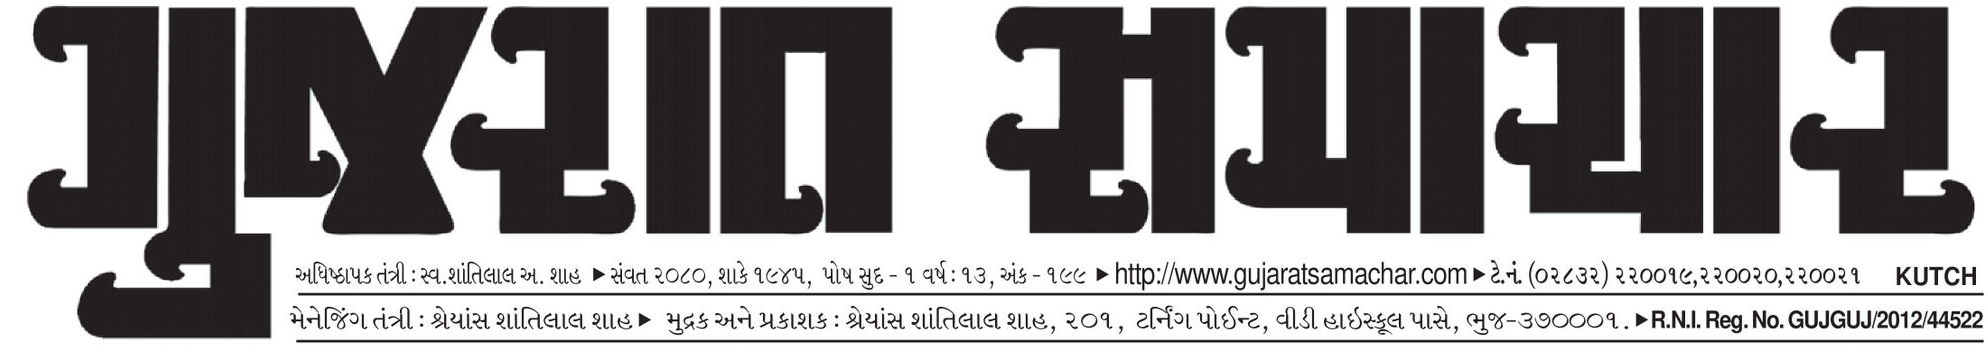 ગુજરાત સમાચાર
અધિષ્ઠાપક તંત્રી : સ્વ.શાંતિલાલ અ. શાહ ▶સંવત ૨૦૮૦, શાકે ૧૯૪૫, પોષ સુદ - ૧ વર્ષ : ૧૩, અંક - ૧૯૯ ▶http://www.gujaratsamachar.com▶ટે.નં. (૦૨૮૩૨) ૨૨૦૦૧૯,૨૨૦૦૨૦,૨૨૦૦૨૧ KUTCH
મેનેજિંગ તંત્રી : શ્રેયાંસ શાંતિલાલ શાહ▶ મુદ્રક અને પ્રકાશક : શ્રેયાંસ શાંતિલાલ શાહ, ૨૦૧, ટર્નિંગ પોઈન્ટ, વીડી હાઇસ્કૂલ પાસે, ભુજ-૩૭૦૦૦૧. ▶R.N.I. Reg. No. GUJGUJ/2012/44522